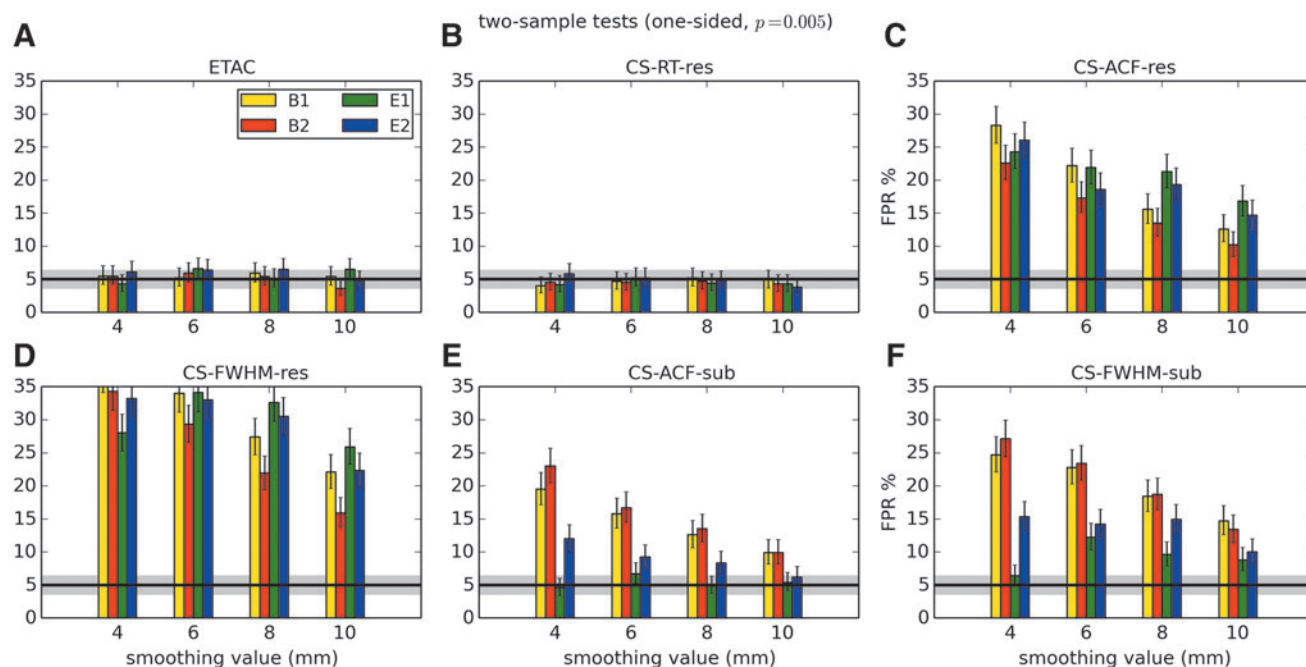 two-sample tests (one-sided, p=0.005)
A
B
C
ETAC
CS-RT-res
CS-ACF-res
35
30
25
20
15
10
5
0
B1
E1
B2
E2
4 6 8 10
35
30
25
20
15
10
5
0
4 6 8 10
FPR %
35
30
25
20
15
10
5
0
4 6 8 10
D
E
F
CS-FWHM-res
CS-ACF-sub
CS-FWHM-sub
35
30
25
20
15
10
5
0
4 6 8 10
smoothing value (mm)
35
30
25
20
15
10
5
0
4 6 8 10
smoothing value (mm)
FPR %
35
30
25
20
15
10
5
0
4 6 8 10
smoothing value (mm)